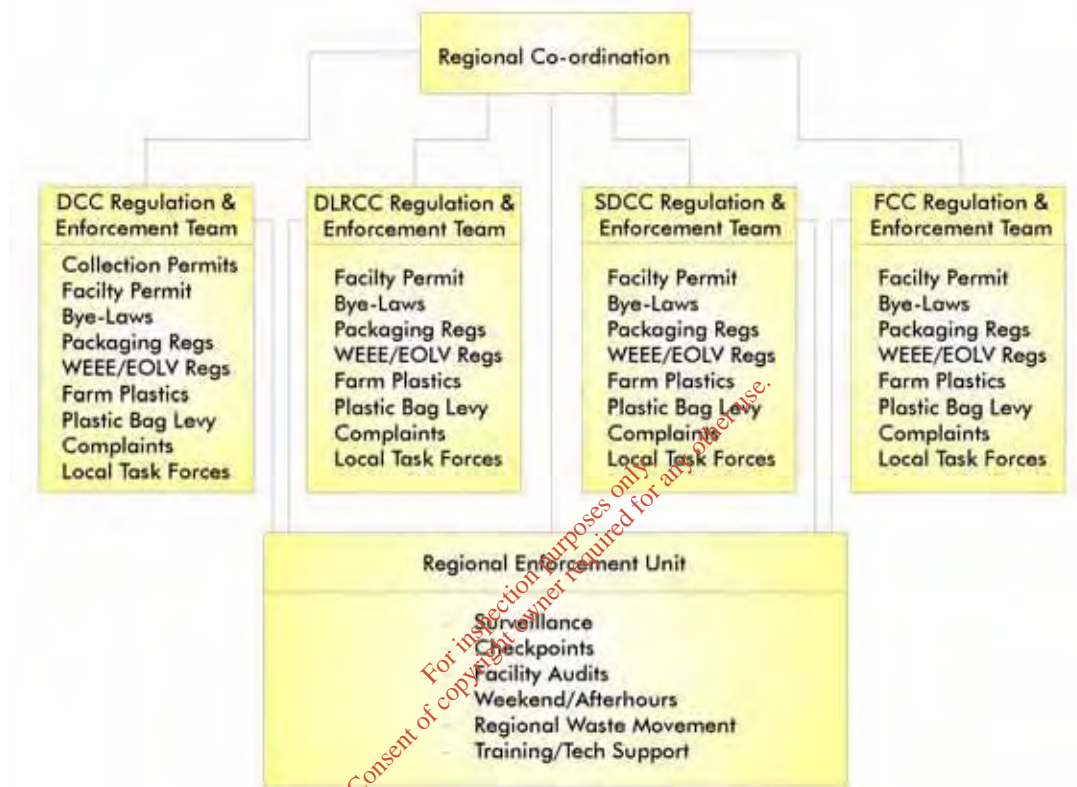 Regional Co-ordination
DCC Regulation &
Enforcement Team
Collection Permits
Facilty Permit
Bye-Laws
Packaging Regs
WEEE/EOLV Regs
Farm Plastics
Plastic Bag Levy
Complaints
Local Task Forces
DLRCC Regulation &
Enforcement Team
Facilty Permit
Bye-Laws
Packaging Regs
WEEE/EOLV Regs
Farm Plastics
Plastic Bag Levy
Complaints
Local Task Forces
SDCC Regulation &
Enforcement Team
Facilty Permit
Bye-Laws
Packaging Regs
WEEE/EOLV Regs
Farm Plastics
Plastic Bag Levy
Complaints
Local Task Forces
FCC Regulation &
Enforcement Team
Facilty Permit
Bye-Laws
Packaging Regs
WEEE/EOLV Regs
Farm Plastics
Plastic Bag Levy
Complaints
Local Task Forces
Regional Enforcement Unit
- Surveillance
- Checkpoints
- Facility Audits
- Weekend/Afterhours
- Regional Waste Movement
- Training/Tech Support
For inspection purposes only.
Consent of copyright owner required for any other use.